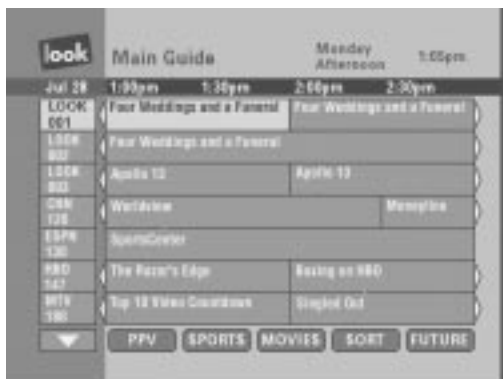 look Main Guide Monday Afternoon 1:05pm
Jul 28 1:00pm 1:30pm 2:00pm 2:30pm
LOOK 001 Four Weddings and a Funeral Four Weddings and a Funeral
LOOK 002 Four Weddings and a Funeral
LOOK 003 Apollo 13 Apollo 13
CNN 120 Worldview Moneyline
ESPN 130 SportsCenter
HBO 147 The Razor's Edge Boxing on HBO
MTV Top 10 Video Countdown Singled Out
PPV SPORTS MOVIES SORT FUTURE